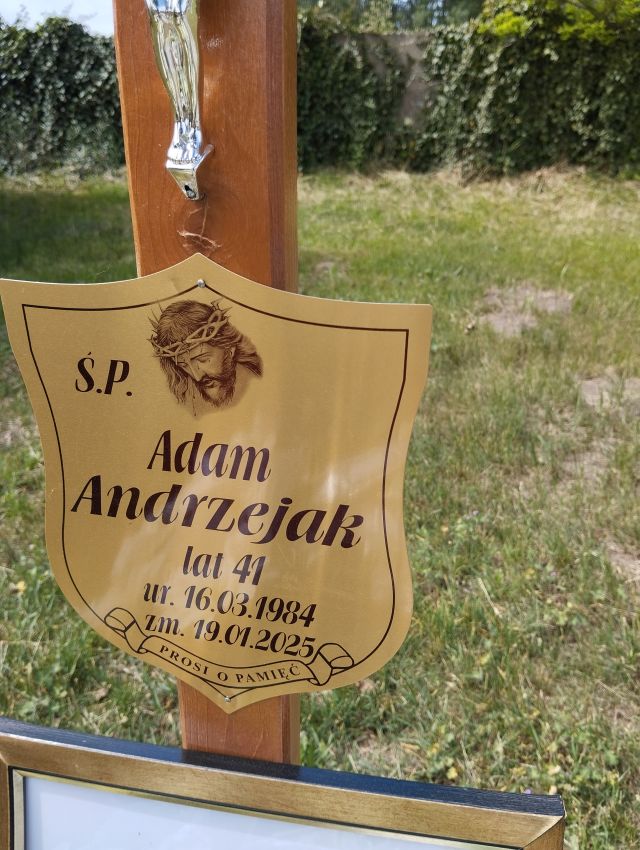 Ś.P.
Adam
Andrzejak
lat 41
ur. 16.03.1984
zm. 19.01.2025
PROSI O PAMIĘĆ